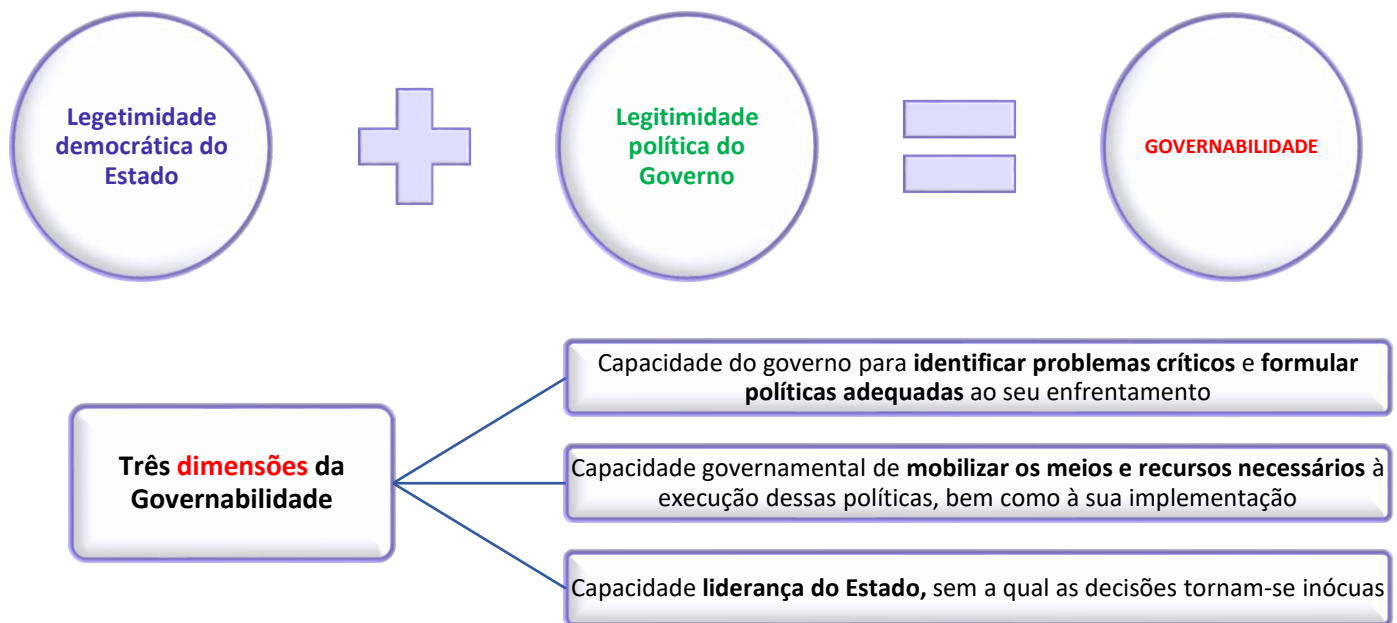 Legetimidade
democrática do
Estado
Legitimidade
política do
Governo
GOVERNABILIDADE
Três dimensões da
Governabilidade
Capacidade do governo para identificar problemas críticos e formular
políticas adequadas ao seu enfrentamento
Capacidade governamental de mobilizar os meios e recursos necessários à
execução dessas políticas, bem como à sua implementação
Capacidade liderança do Estado, sem a qual as decisões tornam-se inócuas